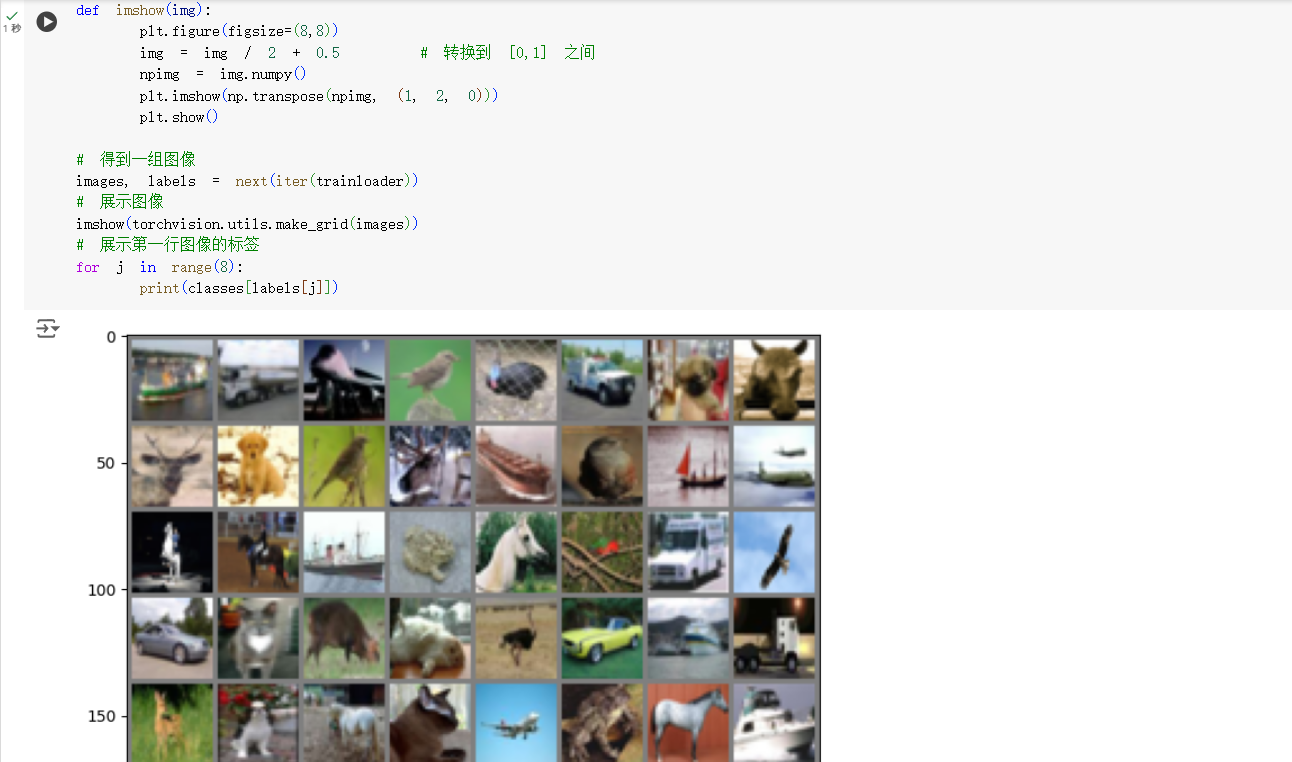 def imshow(img):
1 秒
plt.figure(figsize=(8,8))
img = img / 2 + 0.5 # 转换到 [0,1] 之间
npimg = img.numpy()
plt.imshow(np.transpose(npimg, (1, 2, 0)))
plt.show()
# 得到一组图像
images, labels = next(iter(trainloader))
# 展示图像
imshow(torchvision.utils.make_grid(images))
# 展示第一行图像的标签
for j in range(8):
print(classes[labels[j]])
0
50
100
150